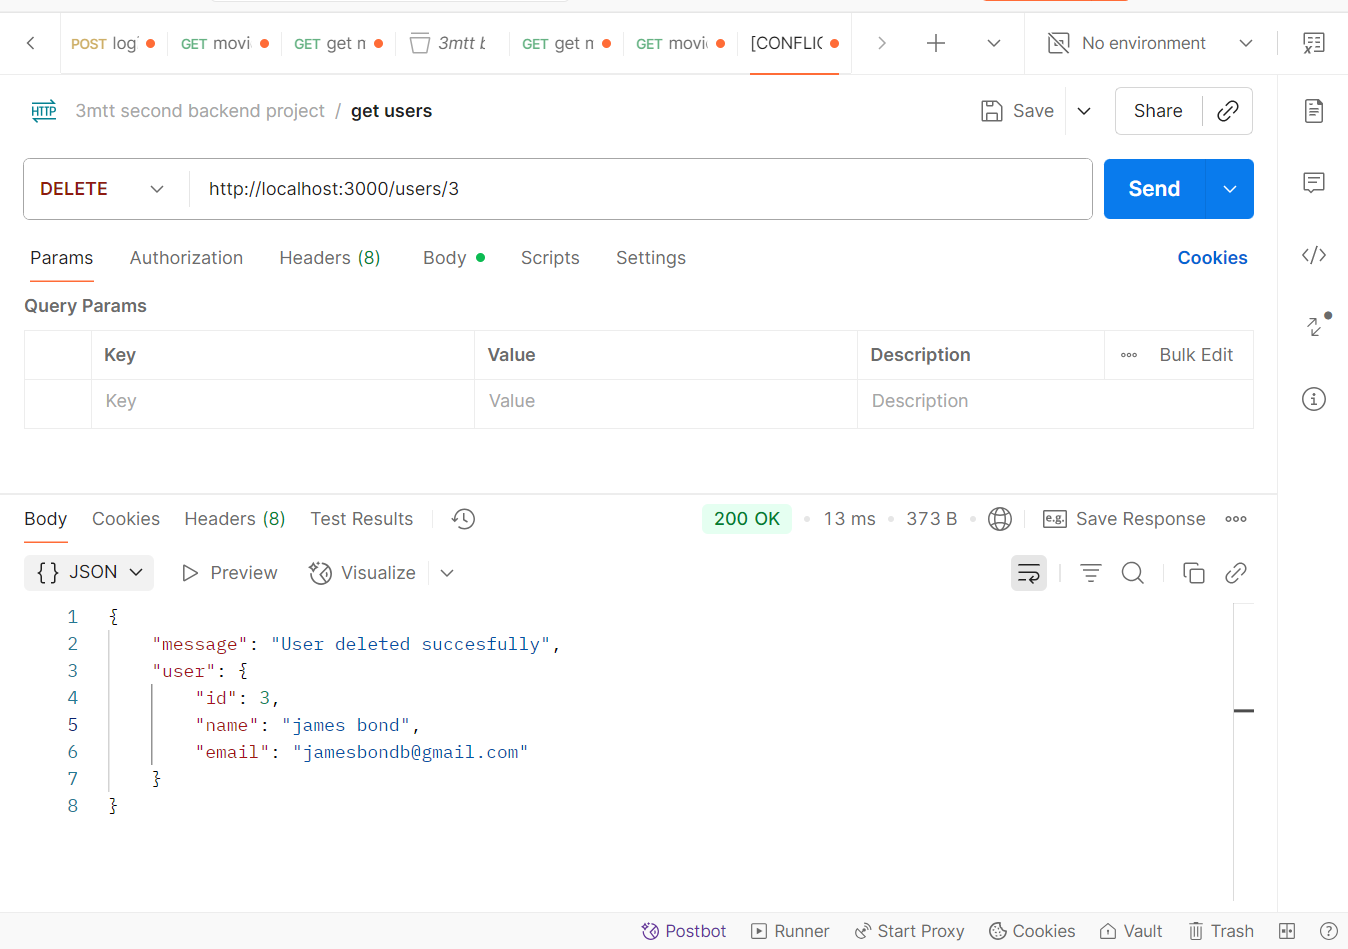 POST log GET movi GET get n 3mtt b GET get n GET movi [CONFLIC No environment
HTTP 3mtt second backend project / get users Save Share
DELETE http://localhost:3000/users/3 Send
Params Authorization Headers (8) Body Scripts Settings Cookies
Query Params
Key Value Description Bulk Edit
Key Value Description
Body Cookies Headers (8) Test Results 200 OK 13 ms 373 B e.g. Save Response
{} JSON Preview Visualize
1 {
2 "message": "User deleted succesfully",
3 "user": {
4 "id": 3,
5 "name": "james bond",
6 "email": "jamesbondb@gmail.com"
7 }
8 }
Postbot Runner Start Proxy Cookies Vault Trash